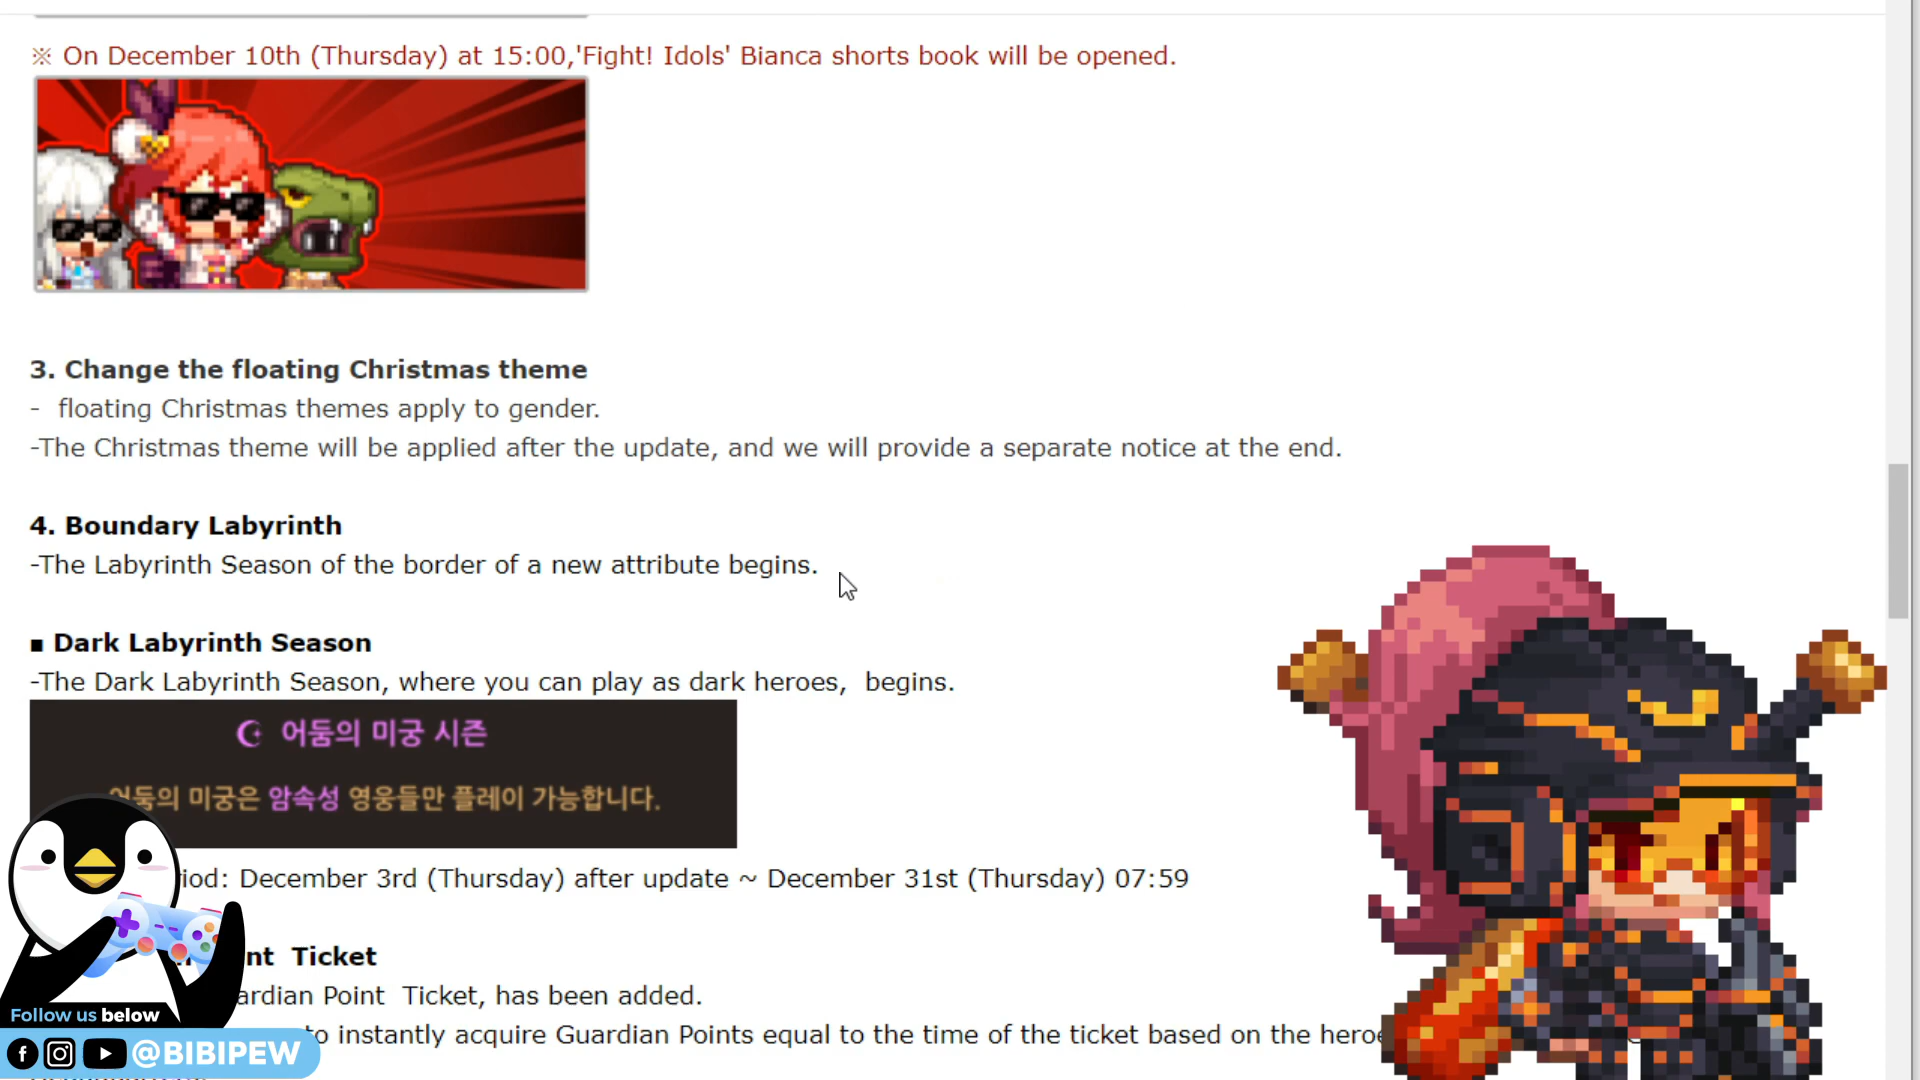 ※ On December 10th (Thursday) at 15:00,'Fight! Idols' Bianca shorts book will be opened.
3. Change the floating Christmas theme
- floating Christmas themes apply to gender.
-The Christmas theme will be applied after the update, and we will provide a separate notice at the end.
4. Boundary Labyrinth
-The Labyrinth Season of the border of a new attribute begins.
■ Dark Labyrinth Season
-The Dark Labyrinth Season, where you can play as dark heroes, begins.
어둠의 미궁 시즌
어둠의 미궁은 암속성 영웅들만 플레이 가능합니다.
: December 3rd (Thursday) after update ~ December 31st (Thursday) 07:59
Ticket
Point Ticket, has been added.
to instantly acquire Guardian Points equal to the time of the ticket based on the
Follow us below
@BIBIPEW